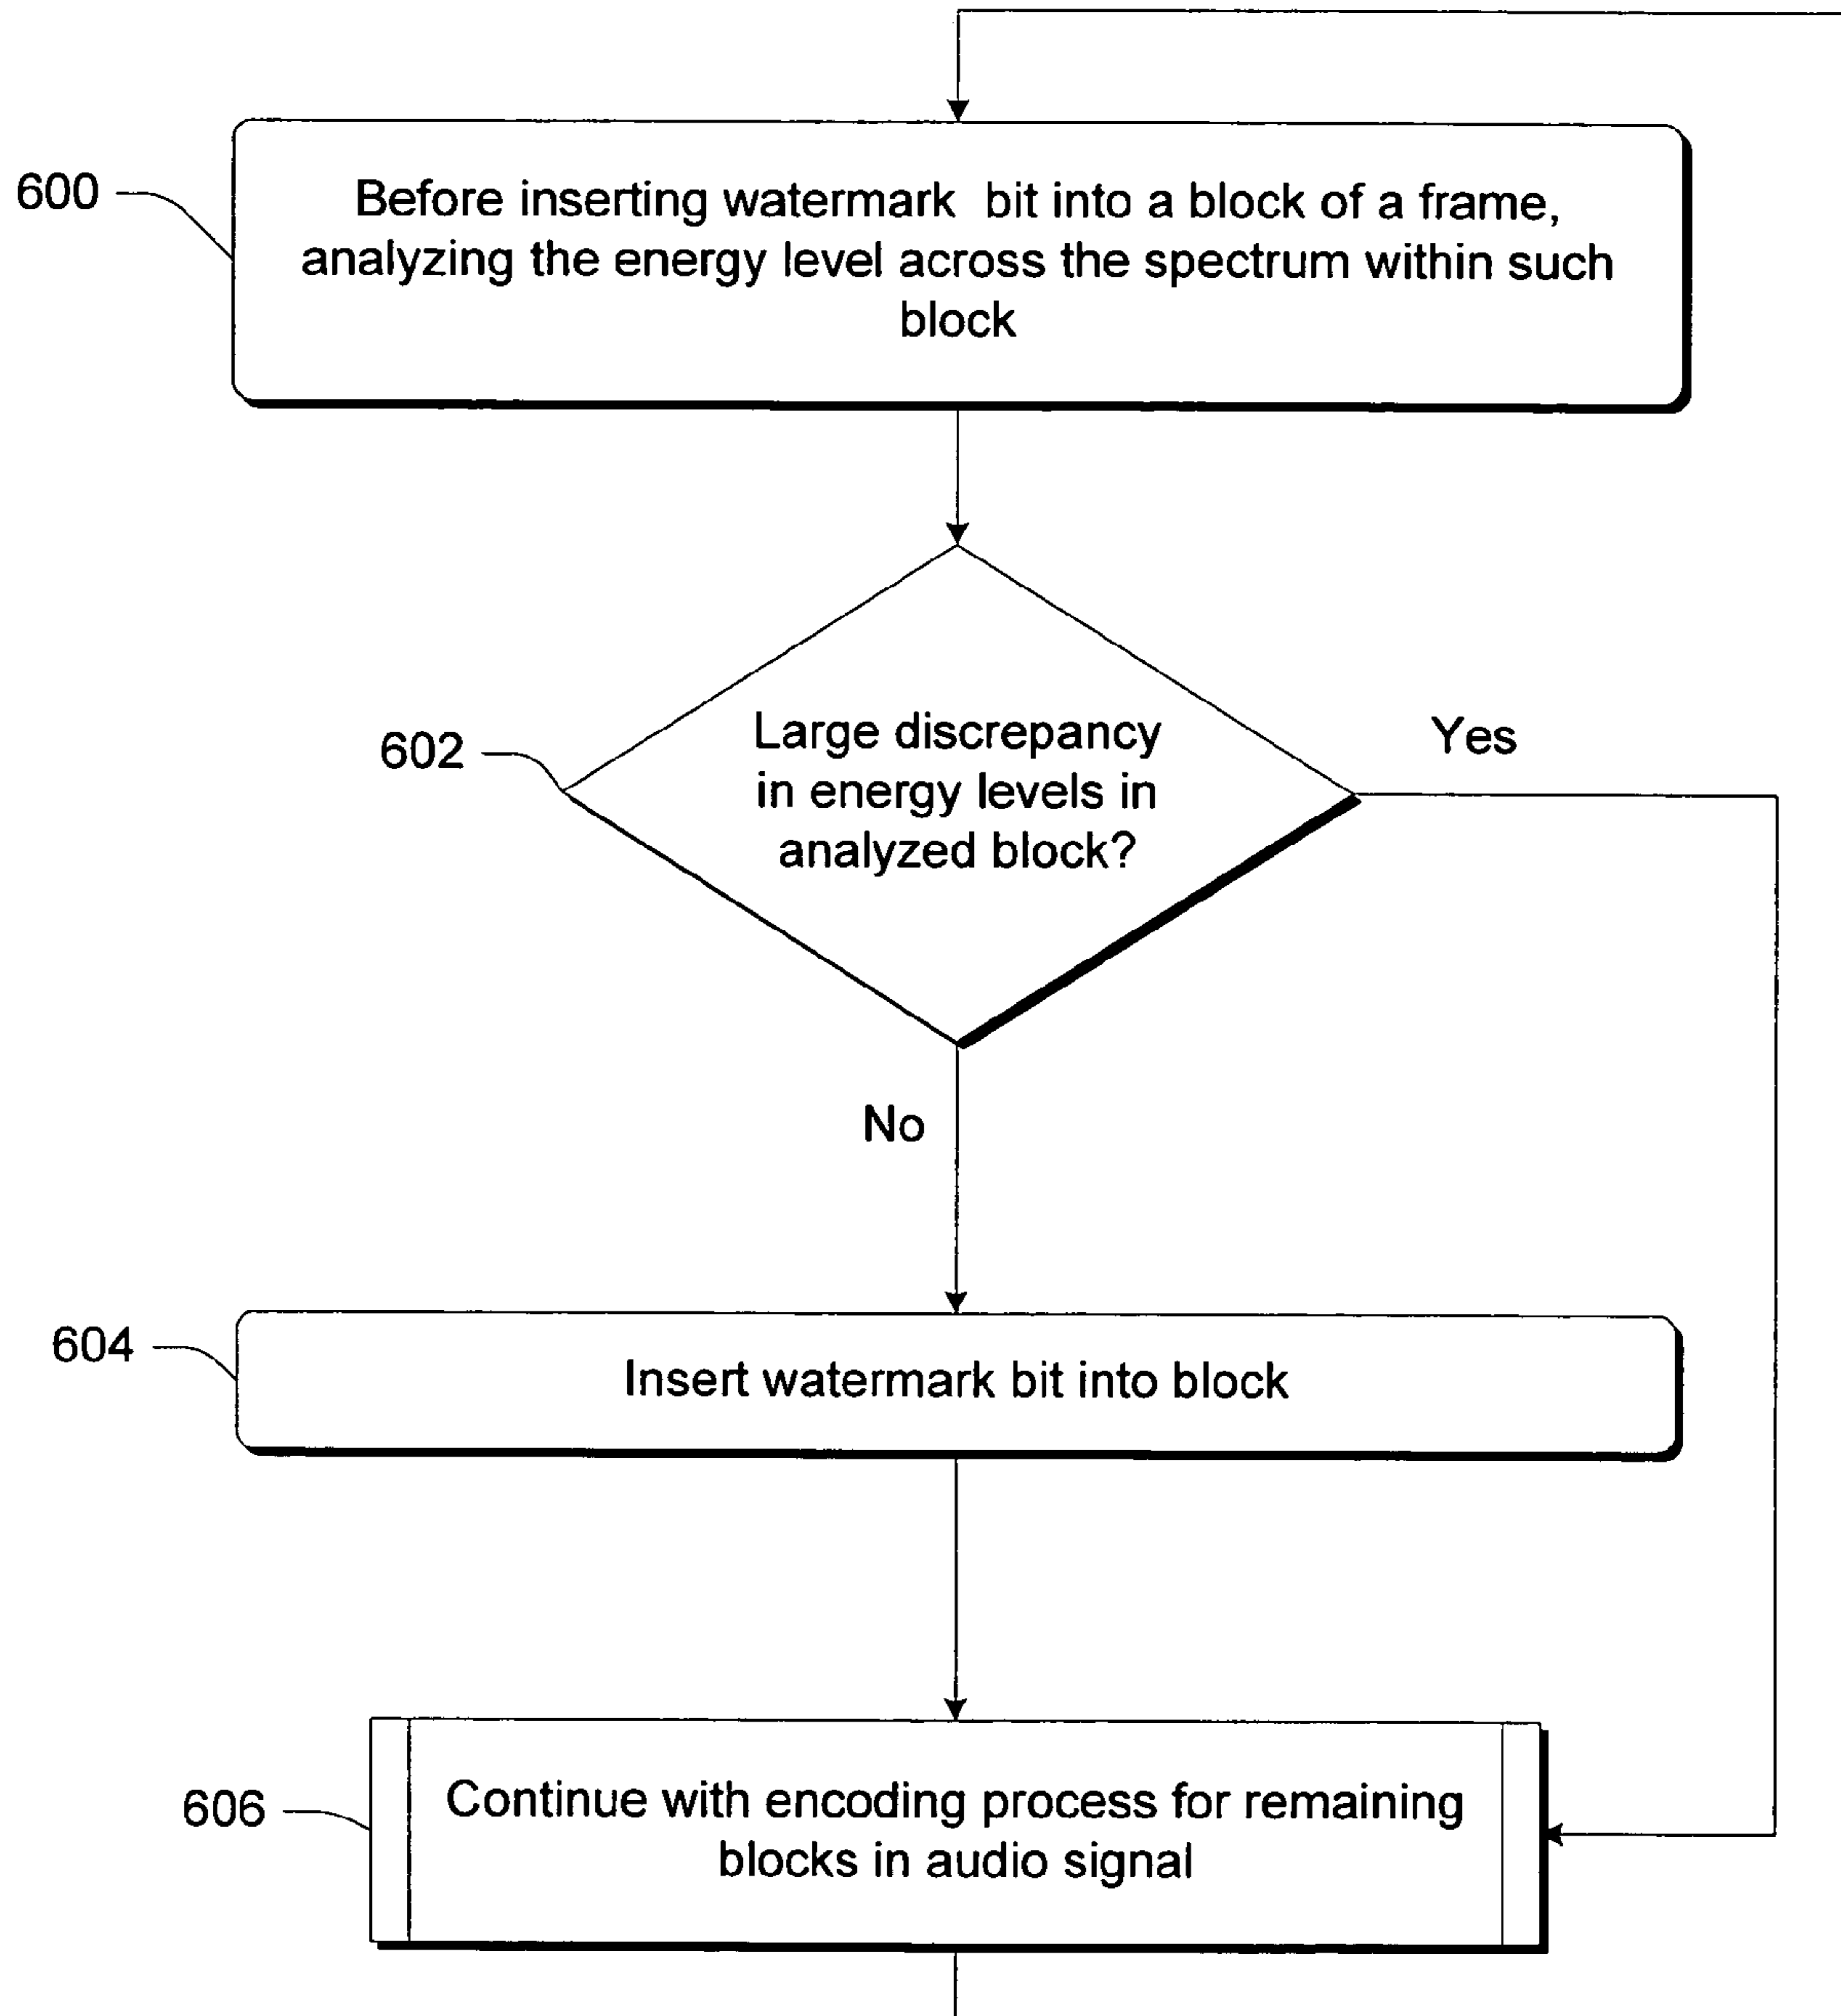 600
Before inserting watermark bit into a block of a frame,
analyzing the energy level across the spectrum within such
block
602
Large discrepancy
in energy levels in
analyzed block?
Yes
No
604
Insert watermark bit into block
606
Continue with encoding process for remaining
blocks in audio signal